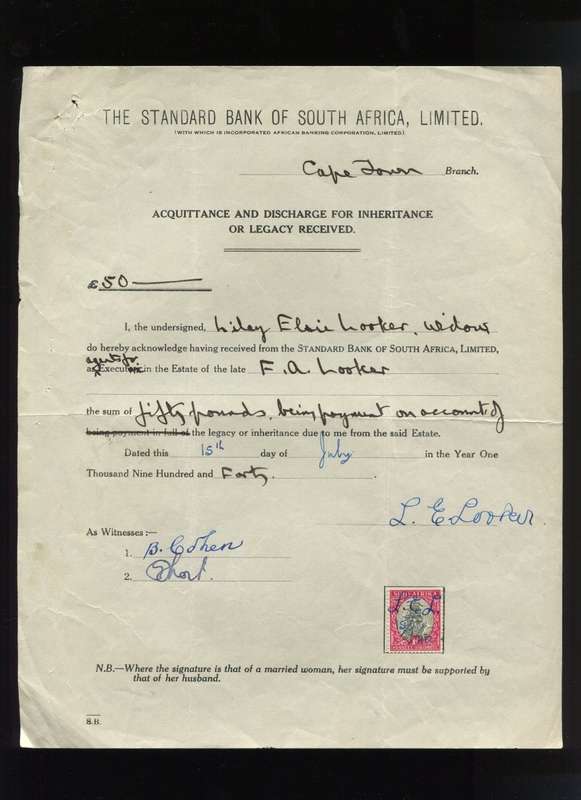 THE STANDARD BANK OF SOUTH AFRICA, LIMITED.
(WITH WHICH IS INCORPORATED AFRICAN BANKING CORPORATION, LIMITED.)
Cape Town Branch.
ACQUITTANCE AND DISCHARGE FOR INHERITANCE
OR LEGACY RECEIVED.
£50
I, the undersigned, Liley Elsie Looker, widow
do hereby acknowledge having received from the STANDARD BANK OF SOUTH AFRICA, LIMITED,
agents for
as Executrix in the Estate of the late F. A. Looker
the sum of fifty pounds, being payment on account of
being payment in full of the legacy or inheritance due to me from the said Estate.
Dated this 15th day of July in the Year One
Thousand Nine Hundred and Forty.
L. E Looker.
As Witnesses :—
1. B. Cohen
2.
L. E. L.
N.B.—Where the signature is that of a married woman, her signature must be supported by
that of her husband.
S.B.